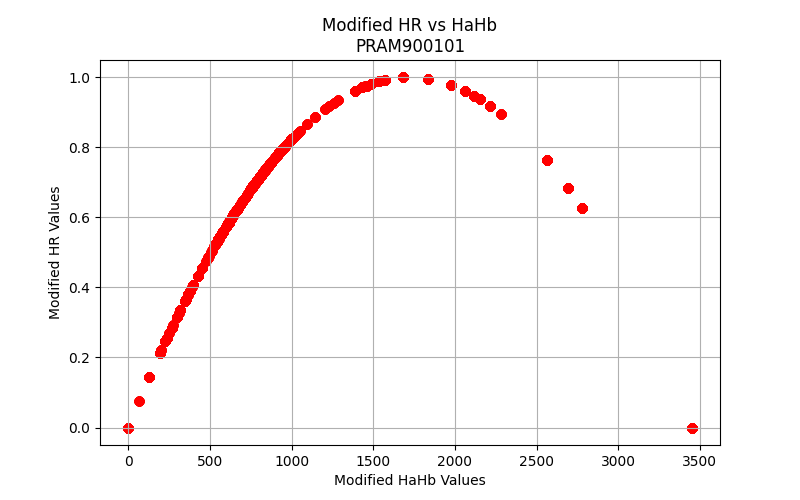 Modified HR vs HaHb
PRAM900101
Modified HR Values
1.0
0.8
0.6
0.4
0.2
0.0
0 500 1000 1500 2000 2500 3000 3500
Modified HaHb Values